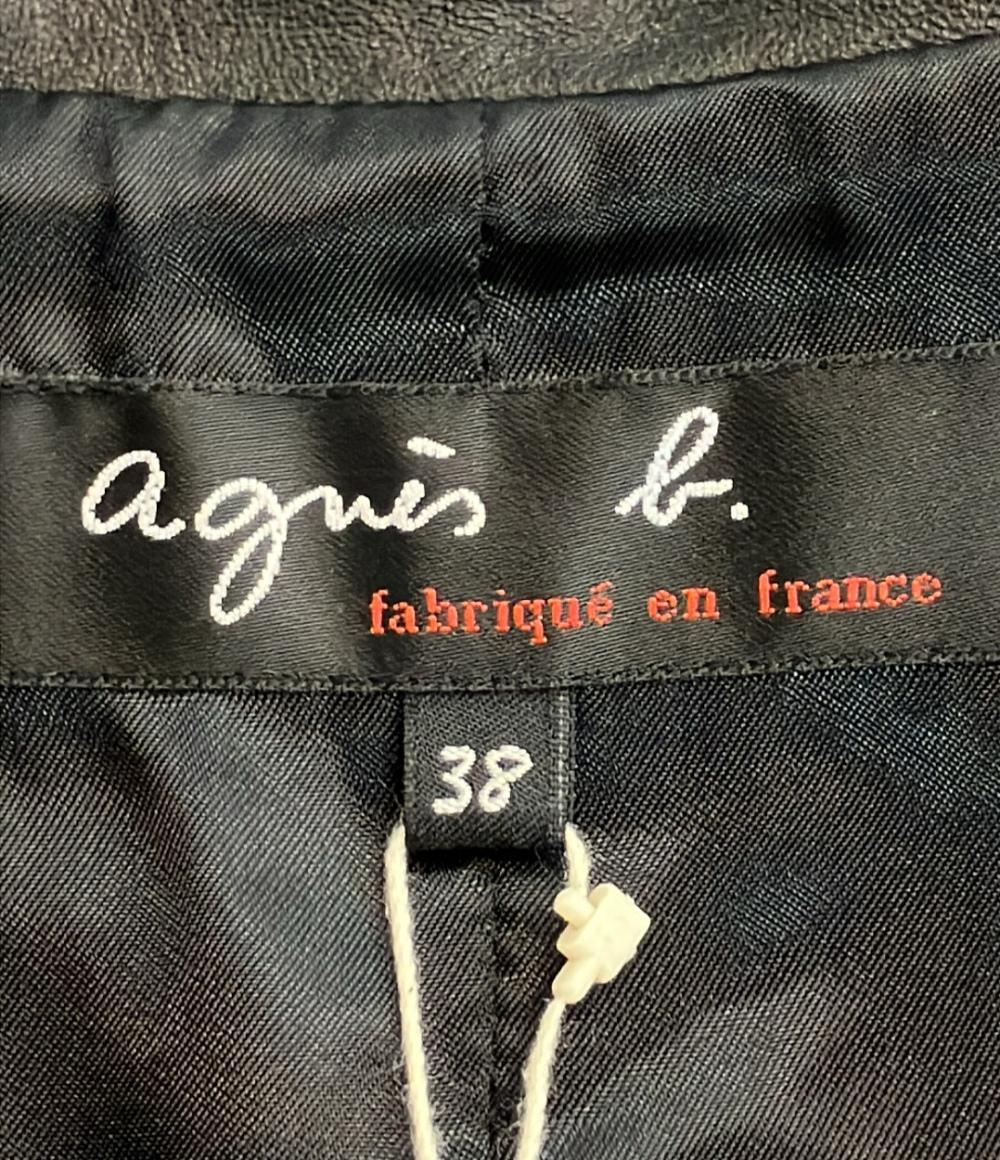 agnès b.
fabriqué en france
38